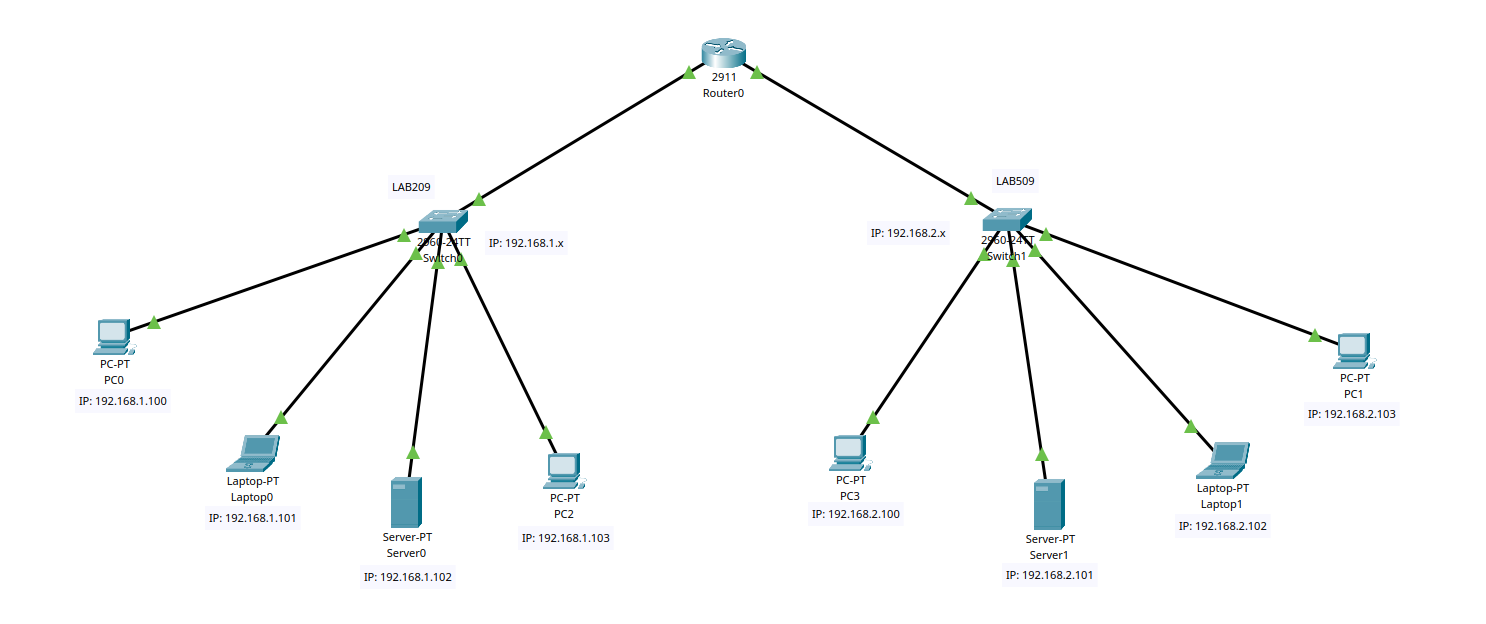 2911
Router0
LAB209
2960-24TT
Switch0
IP: 192.168.1.x
LAB509
IP: 192.168.2.x
2960-24TT
Switch1
PC-PT
PC0
IP: 192.168.1.100
Laptop-PT
Laptop0
IP: 192.168.1.101
Server-PT
Server0
IP: 192.168.1.102
PC-PT
PC2
IP: 192.168.1.103
PC-PT
PC3
IP: 192.168.2.100
Server-PT
Server1
IP: 192.168.2.101
Laptop-PT
Laptop1
IP: 192.168.2.102
PC-PT
PC1
IP: 192.168.2.103